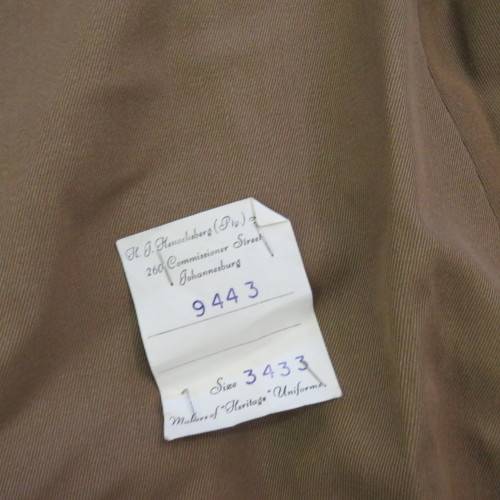 H. J. Henochsberg (Pty.)
260 Commissioner Street
Johannesburg
9443
Size 3433
Makers of "Heritage" Uniforms.